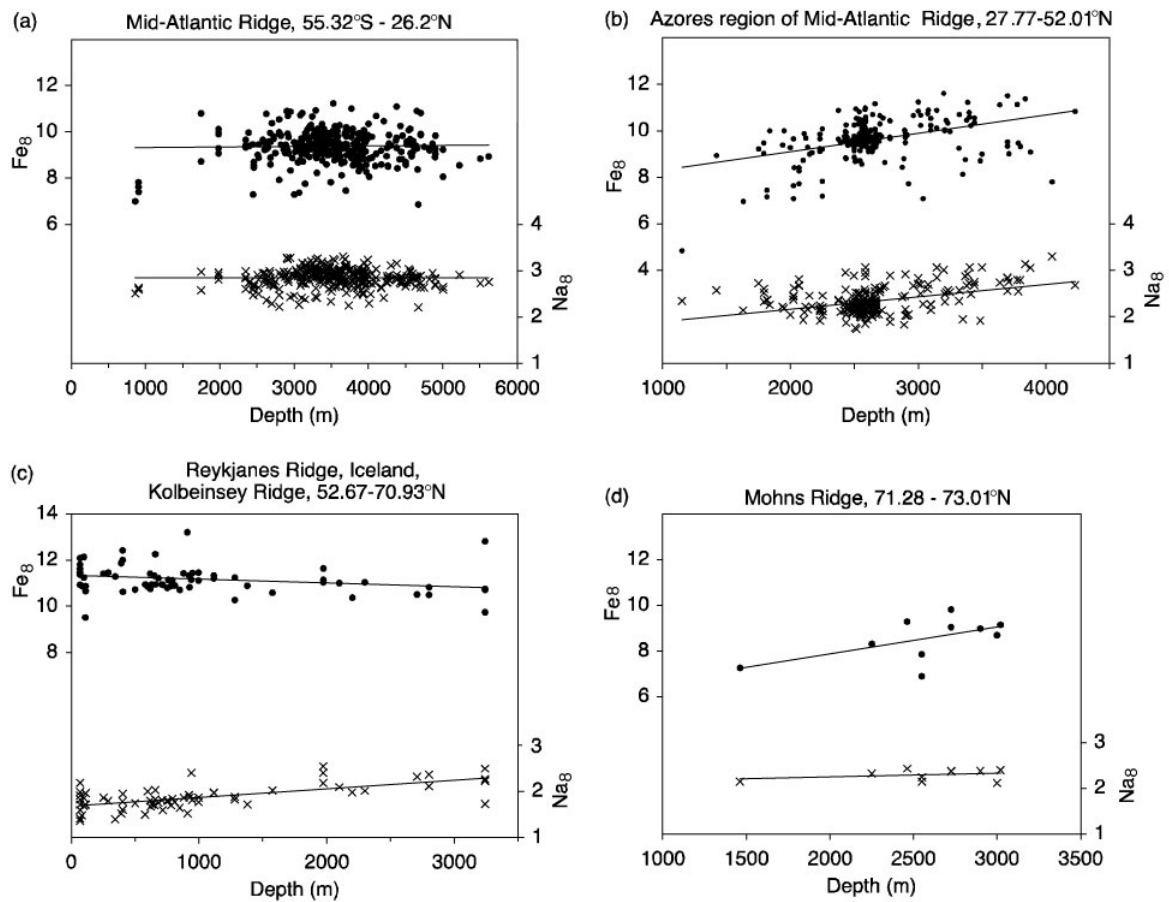 (a) Mid-Atlantic Ridge, 55.32°S - 26.2°N
12
10
8
6
Fe8
4
3
2
1
Na8
0 1000 2000 3000 4000 5000 6000
Depth (m)
(b) Azores region of Mid-Atlantic Ridge, 27.77-52.01°N
12
10
8
6
4
Fe8
4
3
2
1
Na8
1000 2000 3000 4000
Depth (m)
(c) Reykjanes Ridge, Iceland,
Kolbeinsey Ridge, 52.67-70.93°N
14
12
10
8
Fe8
3
2
1
Na8
0 1000 2000 3000
Depth (m)
(d) Mohns Ridge, 71.28 - 73.01°N
14
12
10
8
6
Fe8
3
2
1
Na8
1000 1500 2000 2500 3000 3500
Depth (m)